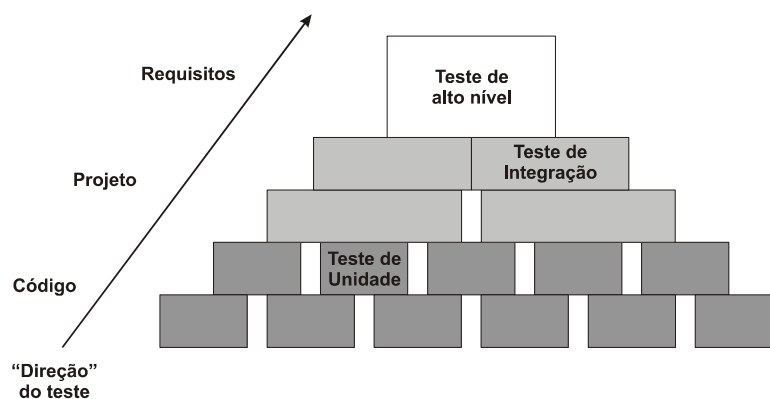 Requisitos
Teste de
alto nível
Teste de
Integração
Projeto
Teste de
Unidade
Código
“Direção”
do teste